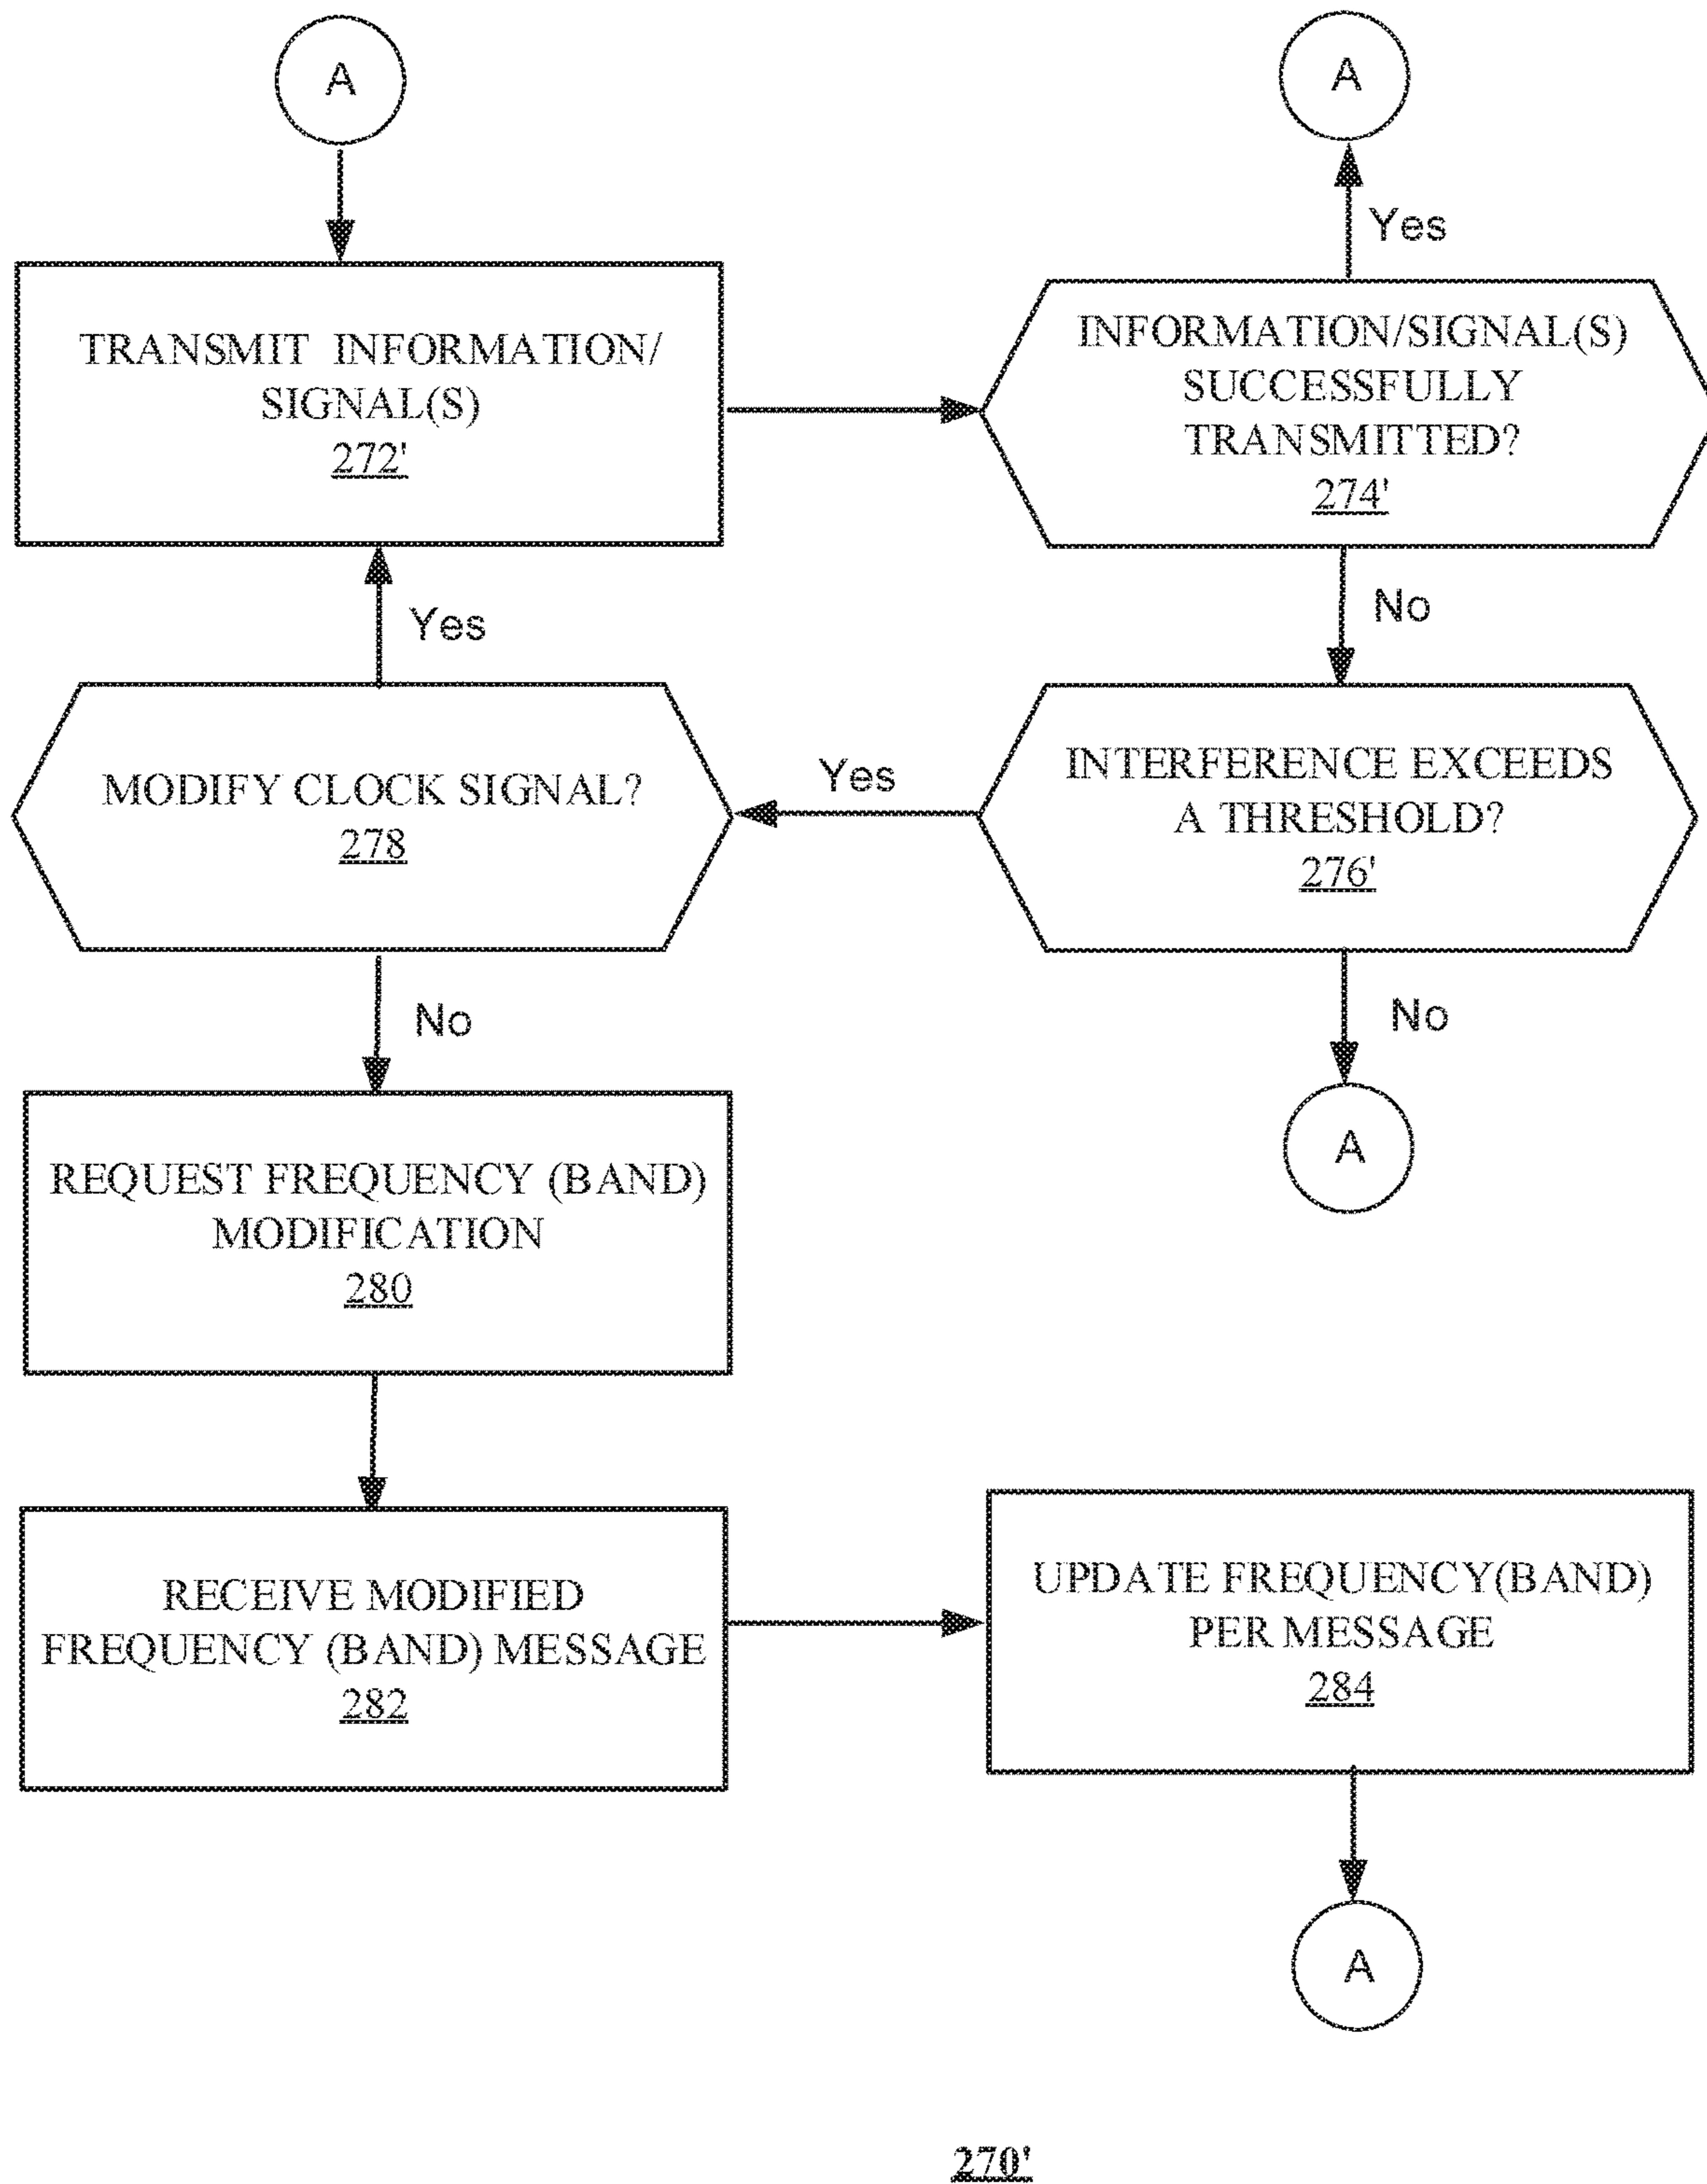 A
A
Yes
TRANSMIT INFORMATION/
SIGNAL(S)
272'
INFORMATION/SIGNAL(S)
SUCCESSFULLY
TRANSMITTED?
274'
Yes
No
MODIFY CLOCK SIGNAL?
278
Yes
INTERFERENCE EXCEEDS
A THRESHOLD?
276'
No
No
A
REQUEST FREQUENCY (BAND)
MODIFICATION
280
RECEIVE MODIFIED
FREQUENCY (BAND) MESSAGE
282
UPDATE FREQUENCY(BAND)
PER MESSAGE
284
A
270'